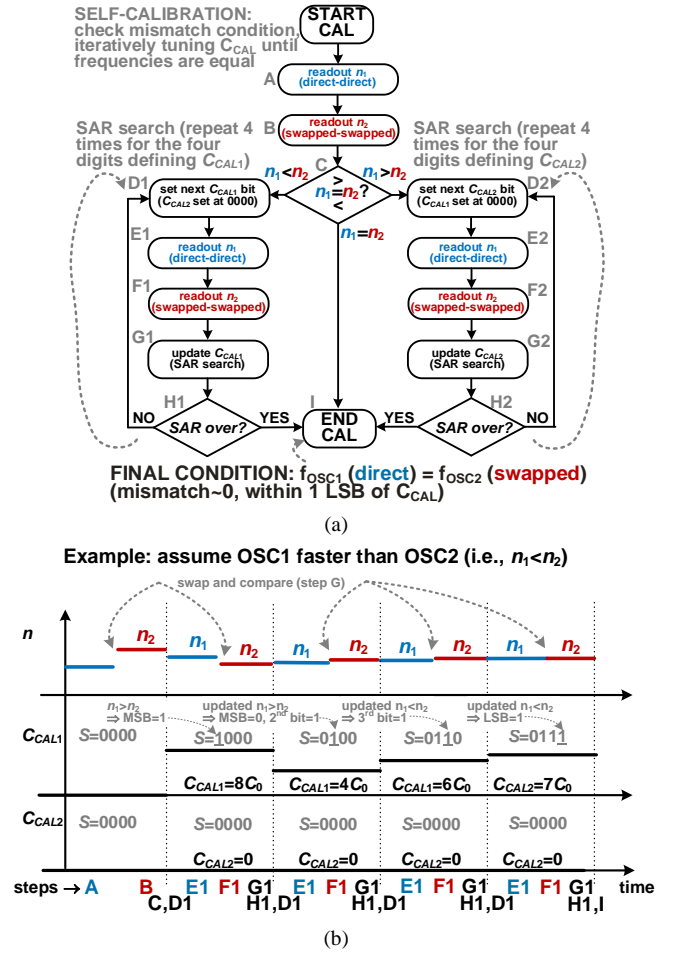 SELF-CALIBRATION:
check mismatch condition,
iteratively tuning CCAL until
frequencies are equal
START
CAL
A
readout n1
(direct-direct)
B
readout n2
(swapped-swapped)
SAR search (repeat 4
times for the four
digits defining CCAL1)
SAR search (repeat 4
times for the four
digits defining CCAL2)
C
n1<n2
n1>n2
>
n1=n2?
<
n1=n2
D1
set next CCAL1 bit
(CCAL2 set at 0000)
D2
set next CCAL2 bit
(CCAL1 set at 0000)
E1
readout n1
(direct-direct)
E2
readout n1
(direct-direct)
F1
readout n2
(swapped-swapped)
F2
readout n2
(swapped-swapped)
G1
update CCAL1
(SAR search)
G2
update CCAL2
(SAR search)
H1
NO
SAR over?
YES
I
END
CAL
YES
H2
SAR over?
NO
FINAL CONDITION: fOSC1 (direct) = fOSC2 (swapped)
(mismatch~0, within 1 LSB of CCAL)
(a)
Example: assume OSC1 faster than OSC2 (i.e., n1<n2)
swap and compare (step G)
n
n2 n1 n2 n1 n2 n1 n2 n1 n2
n1>n2
⇒ MSB=1
updated n1>n2
⇒ MSB=0, 2nd bit=1
updated n1<n2
⇒ 3rd bit=1
updated n1<n2
⇒ LSB=1
CCAL1
S=0000 S=1000 S=0100 S=0110 S=0111
CCAL1=8C0 CCAL1=4C0 CCAL1=6C0 CCAL2=7C0
CCAL2
S=0000 S=0000 S=0000 S=0000 S=0000
CCAL2=0 CCAL2=0 CCAL2=0 CCAL2=0
steps → A B E1 F1 G1 E1 F1 G1 E1 F1 G1 E1 F1 G1 time
C,D1 H1,D1 H1,D1 H1,D1 H1,I
(b)